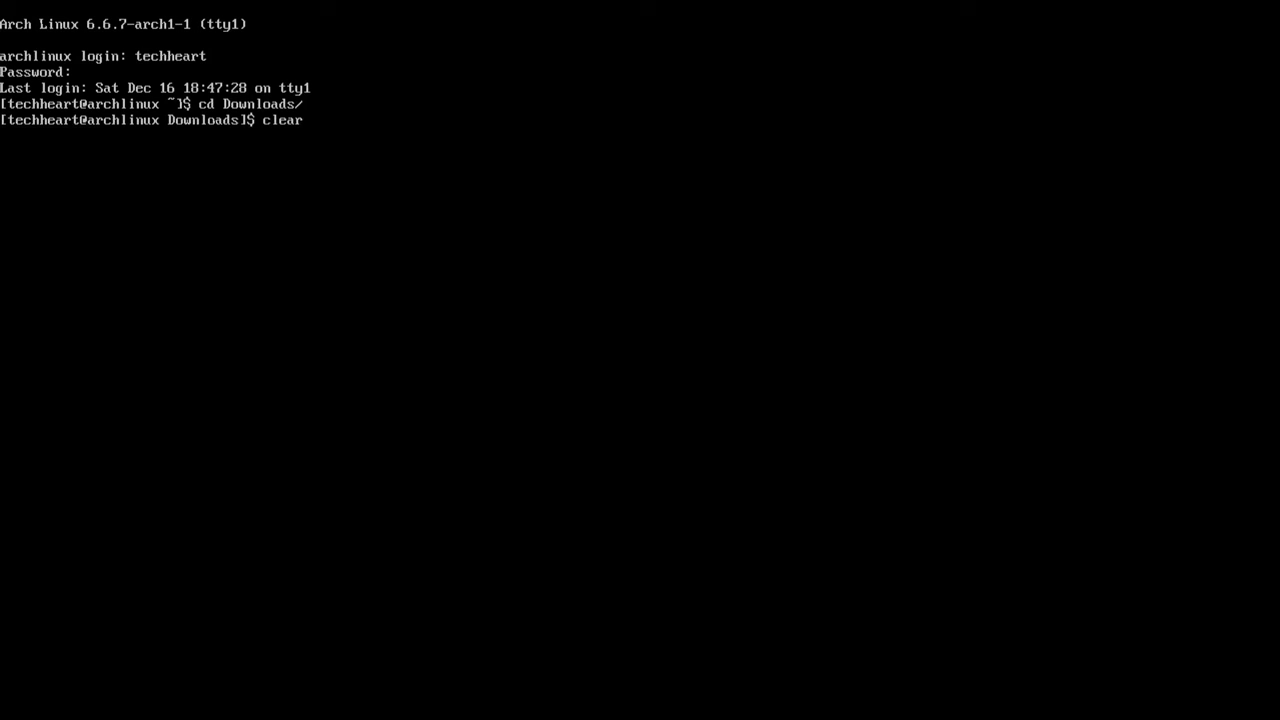 Arch Linux 6.6.7-arch1-1 (tty1)
archlinux login: techheart
Password:
Last login: Sat Dec 16 18:47:28 on tty1
[techheart@archlinux ~]$ cd Downloads/
[techheart@archlinux Downloads]$ clear